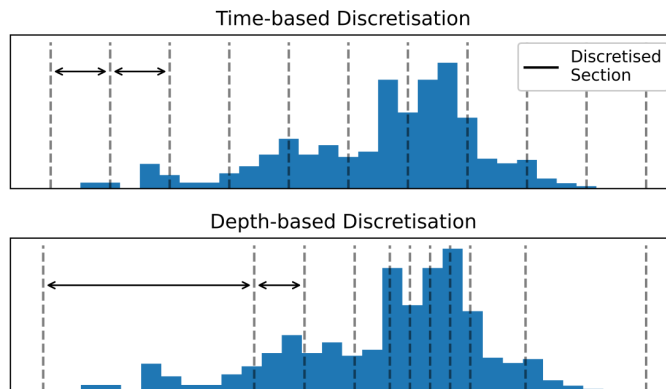 Time-based Discretisation
Discretised
Section
Depth-based Discretisation